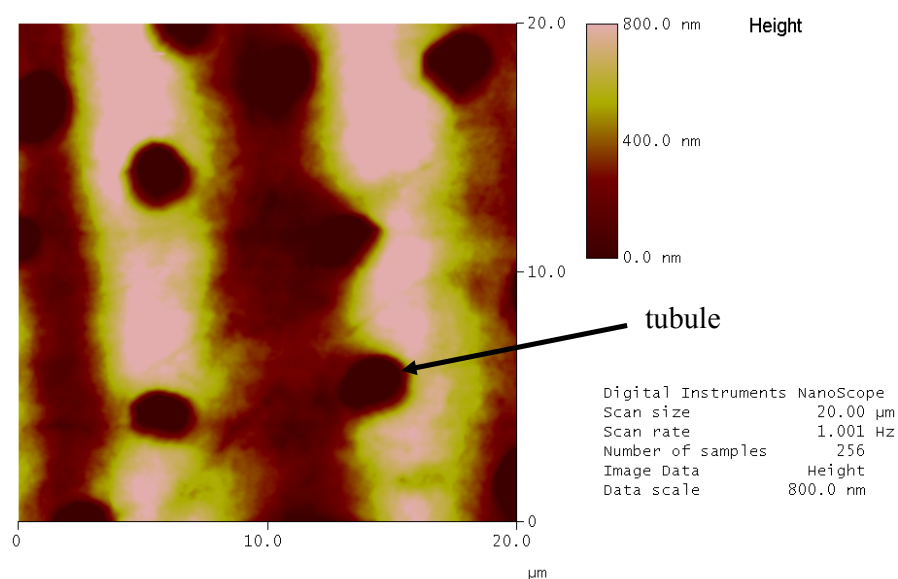 20.0
800.0 nm
Height
400.0 nm
0.0 nm
10.0
tubule
Digital Instruments NanoScope
Scan size 20.00 µm
Scan rate 1.001 Hz
Number of samples 256
Image Data Height
Data scale 800.0 nm
0
0 10.0 20.0
µm